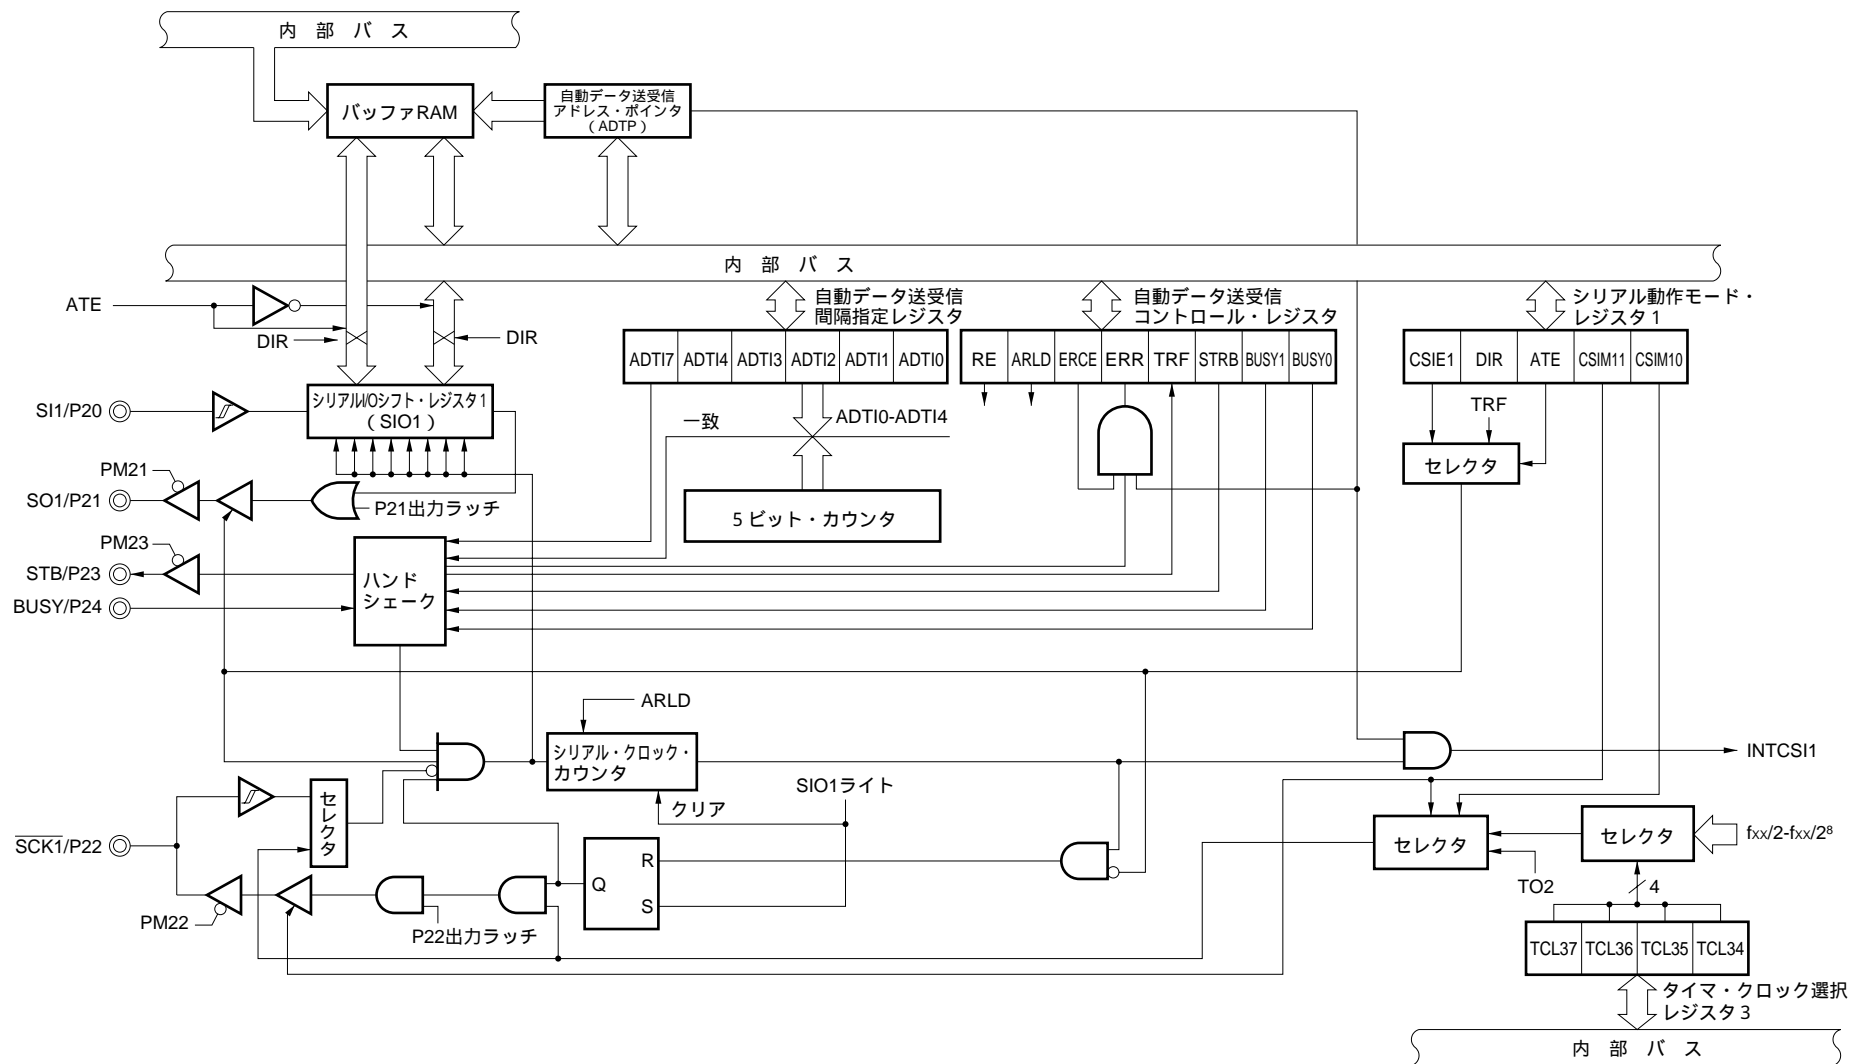 内 部 バ ス
バッファRAM
自動データ送受信
アドレス・ポインタ
(ADTP)
内 部 バ ス
ATE
DIR
DIR
自動データ送受信
間隔指定レジスタ
自動データ送受信
コントロール・レジスタ
シリアル動作モード・
レジスタ1
ADTI7 ADTI4 ADTI3 ADTI2 ADTI1 ADTI0
RE ARLD ERCE ERR TRF STRB BUSY1 BUSY0
CSIE1 DIR ATE CSIM11 CSIM10
SI1/P20
シリアルI/Oシフト・レジスタ1
(SIO1)
一致
ADTI0-ADTI4
TRF
セレクタ
PM21
SO1/P21
P21出力ラッチ
5ビット・カウンタ
PM23
STB/P23
BUSY/P24
ハンド
シェーク
ARLD
シリアル・クロック・
カウンタ
INTCSI1
SIO1ライト
クリア
セレクタ
SCK1/P22
R
Q
S
セレクタ
セレクタ
fxx/2-fxx/2⁸
TO2
4
PM22
P22出力ラッチ
TCL37 TCL36 TCL35 TCL34
タイマ・クロック選択
レジスタ3
内 部 バ ス